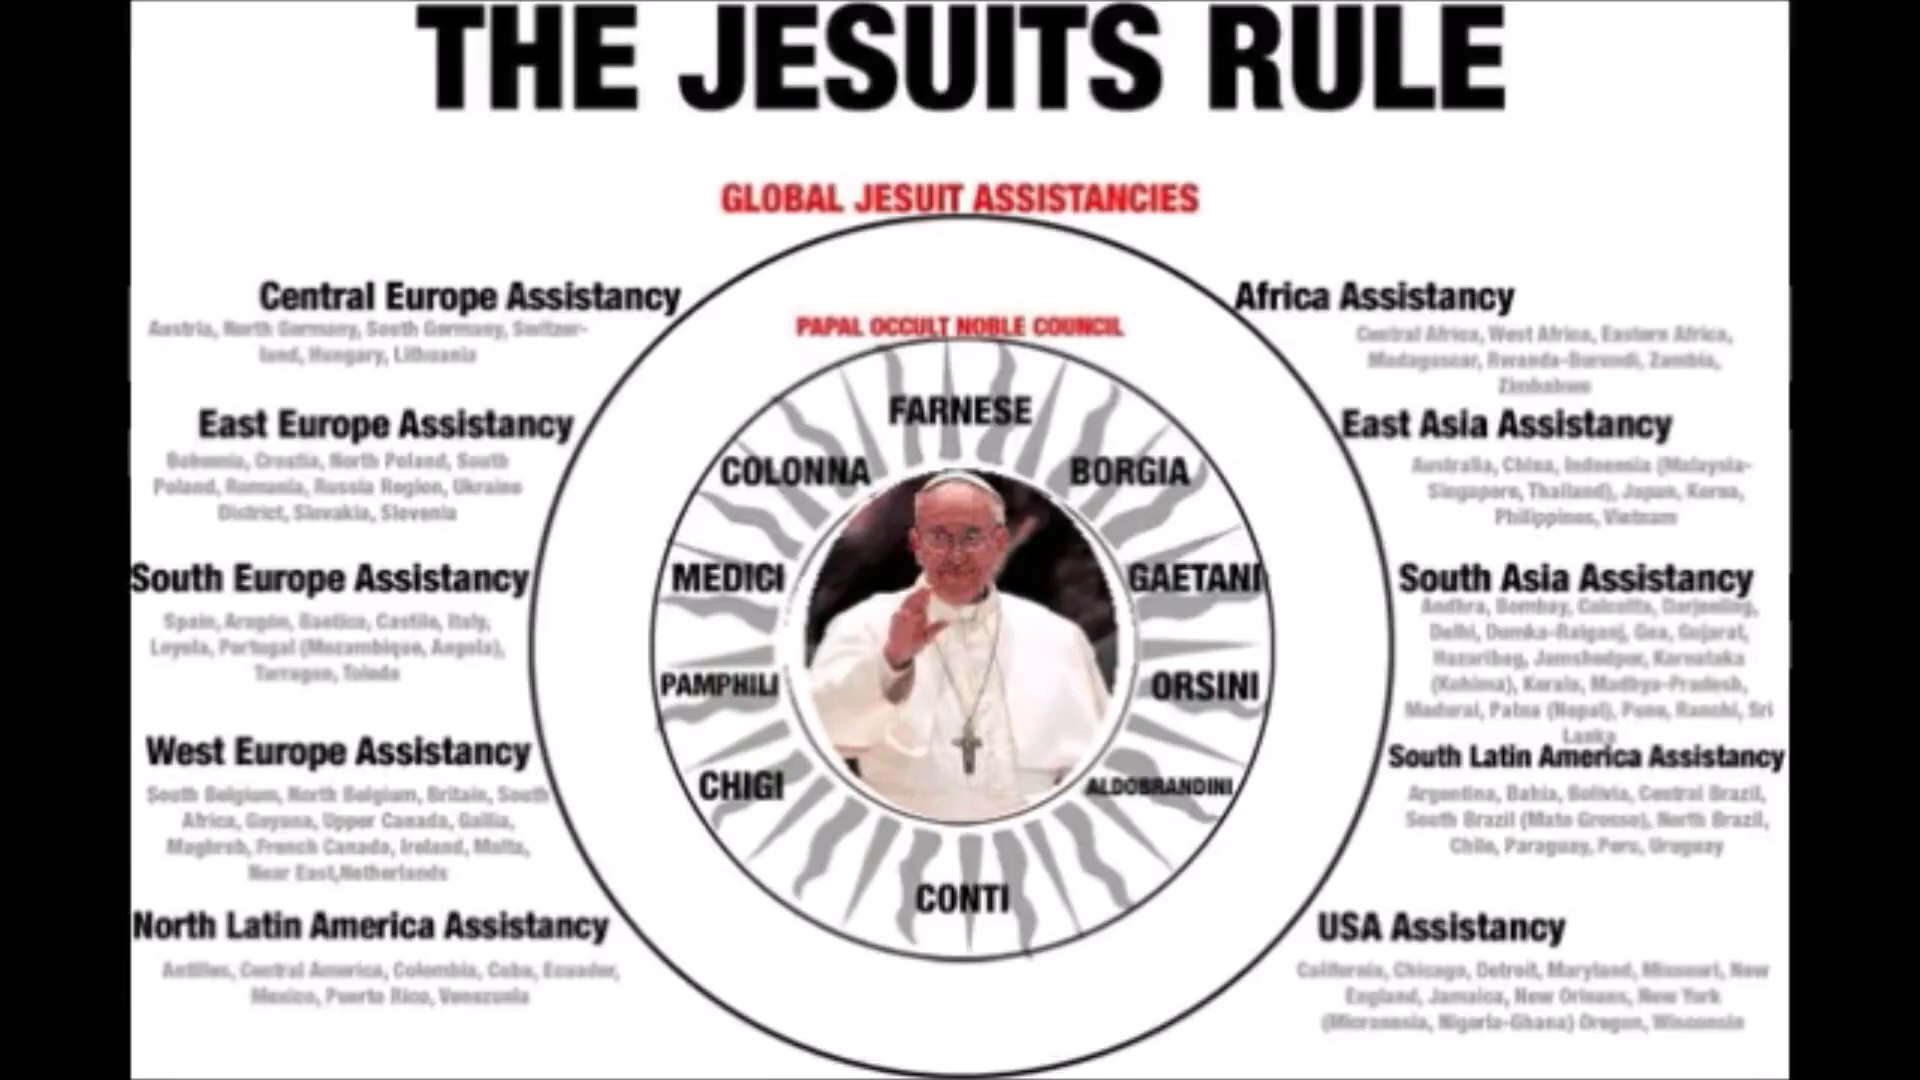 THE JESUITS RULE
GLOBAL JESUIT ASSISTANCIES
PAPAL OCCULT NOBLE COUNCIL
Central Europe Assistancy
Austria, North Germany, South Germany, Switzer-
land, Hungary, Lithuania
East Europe Assistancy
Bohemia, Croatia, North Poland, South
Poland, Romania, Russia Region, Ukraine
District, Slovakia, Slovenia
South Europe Assistancy
Spain, Aragon, Baetica, Castile, Italy,
Loyola, Portugal (Mozambique, Angola),
Tarragon, Toledo
West Europe Assistancy
South Belgium, North Belgium, Britain, South
Africa, Guyana, Upper Canada, Gallia,
Maghreb, French Canada, Ireland, Malta,
Near East,Netherlands
North Latin America Assistancy
Antilles, Central America, Colombia, Cuba, Ecuador,
Mexico, Puerto Rico, Venezuela
FARNESE
COLONNA
BORGIA
MEDICI
GAETANI
PAMPHILI
ORSINI
CHIGI
ALDOBRANDINI
CONTI
Africa Assistancy
Central Africa, West Africa, Eastern Africa,
Madagascar, Rwanda-Burundi, Zambia,
Zimbabwe
East Asia Assistancy
Australia, China, Indonesia (Malaysia-
Singapore, Thailand), Japan, Korea,
Philippines, Vietnam
South Asia Assistancy
Andhra, Bombay, Calcutta, Darjeeling,
Delhi, Dumka-Raiganj, Goa, Gujarat,
Hazaribag, Jamshedpur, Karnataka
(Kohima), Kerala, Madhya-Pradesh,
Madurai, Patna (Nepal), Pune, Ranchi, Sri
Lanka
South Latin America Assistancy
Argentina, Bahia, Bolivia, Central Brazil,
South Brazil (Mato Grosso), North Brazil,
Chile, Paraguay, Peru, Uruguay
USA Assistancy
California, Chicago, Detroit, Maryland, Missouri, New
England, Jamaica, New Orleans, New York
(Micronesia, Nigeria-Ghana) Oregon, Wisconsin